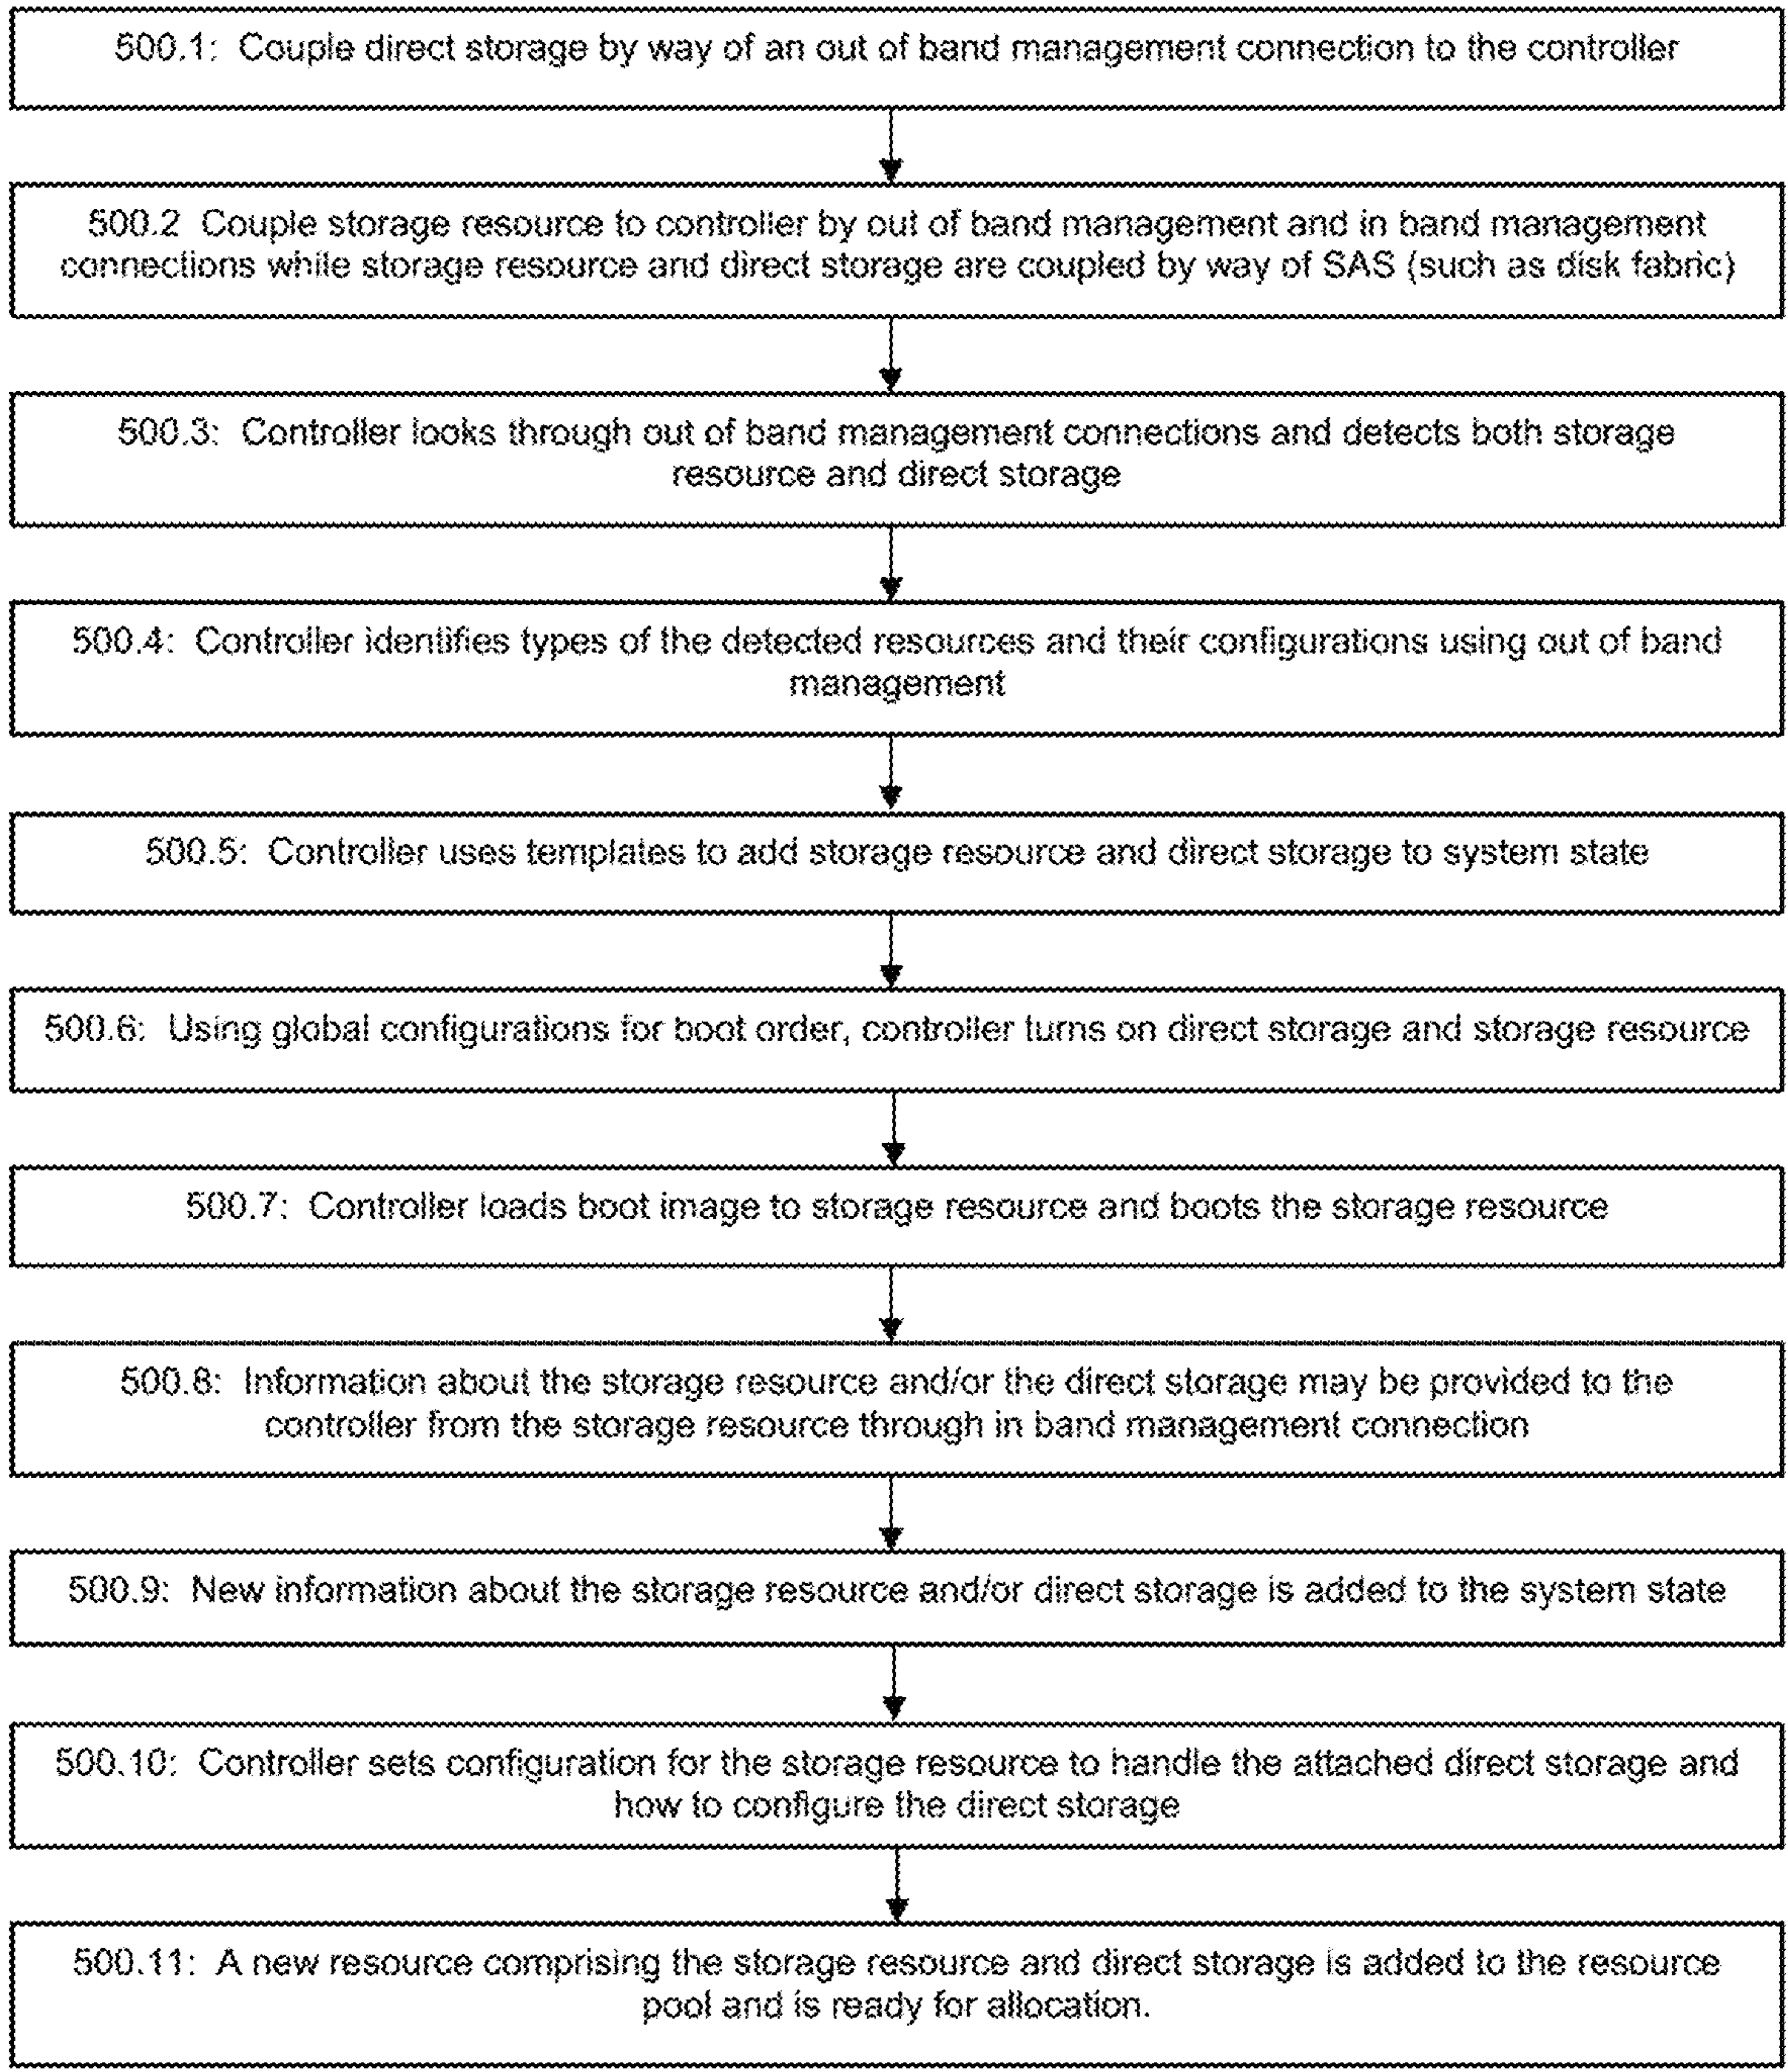 500.1: Couple direct storage by way of an out of band management connection to the controller
500.2 Couple storage resource to controller by out of band management and in band management
connections while storage resource and direct storage are coupled by way of SAS (such as disk fabric)
500.3: Controller looks through out of band management connections and detects both storage
resource and direct storage
500.4: Controller identifies types of the detected resources and their configurations using out of band
management
500.5: Controller uses templates to add storage resource and direct storage to system state
500.6: Using global configurations for boot order, controller turns on direct storage and storage resource
500.7: Controller loads boot image to storage resource and boots the storage resource
500.8: Information about the storage resource and/or the direct storage may be provided to the
controller from the storage resource through in band management connection
500.9: New information about the storage resource and/or direct storage is added to the system state
500.10: Controller sets configuration for the storage resource to handle the attached direct storage and
how to configure the direct storage
500.11: A new resource comprising the storage resource and direct storage is added to the resource
pool and is ready for allocation.